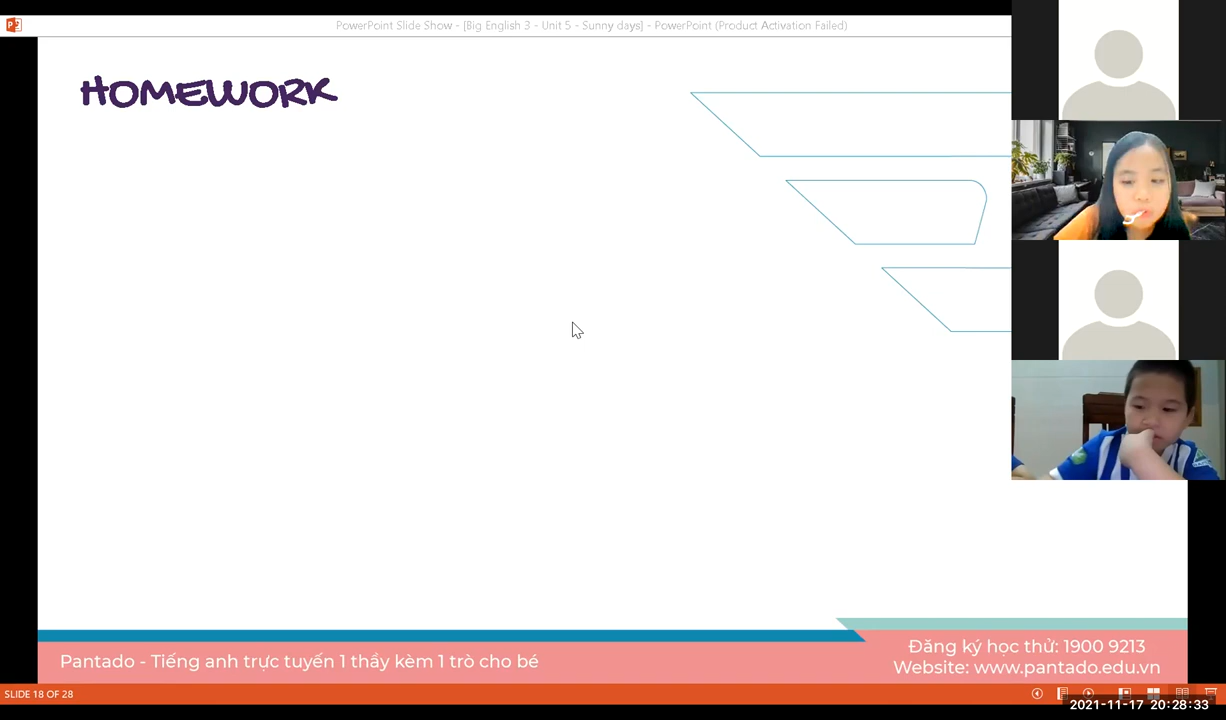 PowerPoint Slide Show - [Big English 3 - Unit 5 - Sunny days] - PowerPoint (Product Activation Failed)
HOMEWORK
Pantado - Tiếng anh trực tuyến 1 thầy kèm 1 trò cho bé
Đăng ký học thử: 1900 9213
Website: www.pantado.edu.vn
SLIDE 18 OF 28
2021-11-17 20:28:33